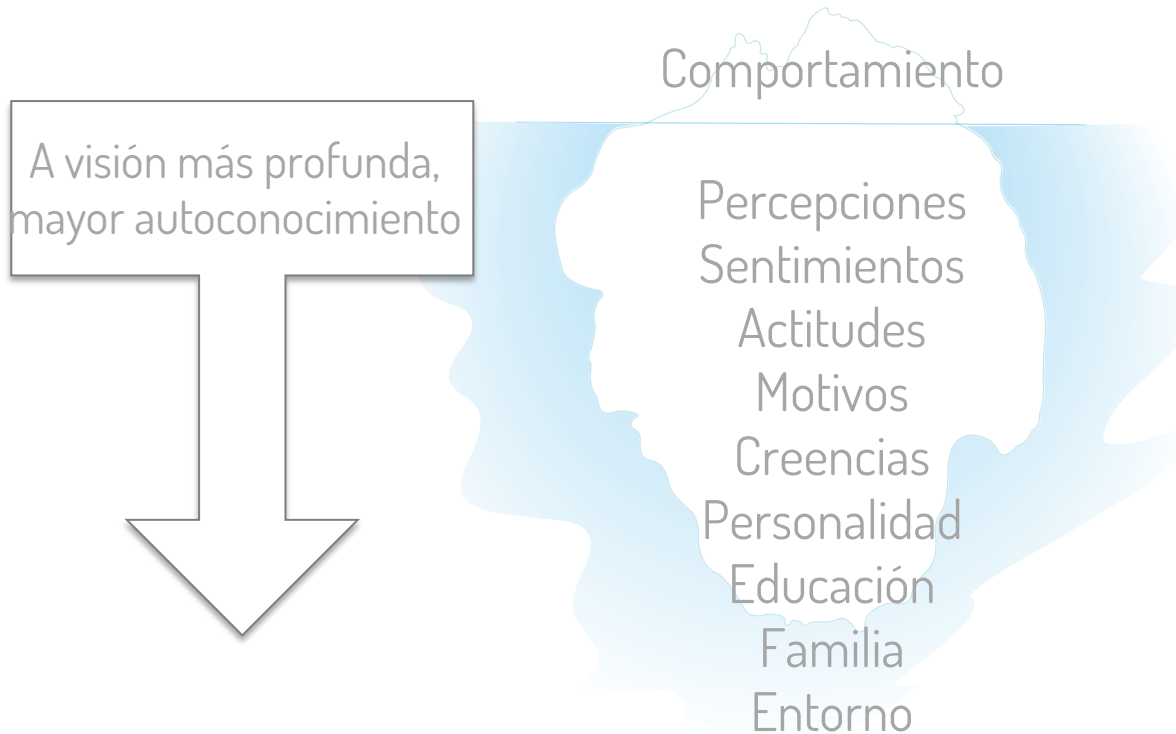 Comportamiento
A visión más profunda,
mayor autoconocimiento
Percepciones
Sentimientos
Actitudes
Motivos
Creencias
Personalidad
Educación
Familia
Entorno